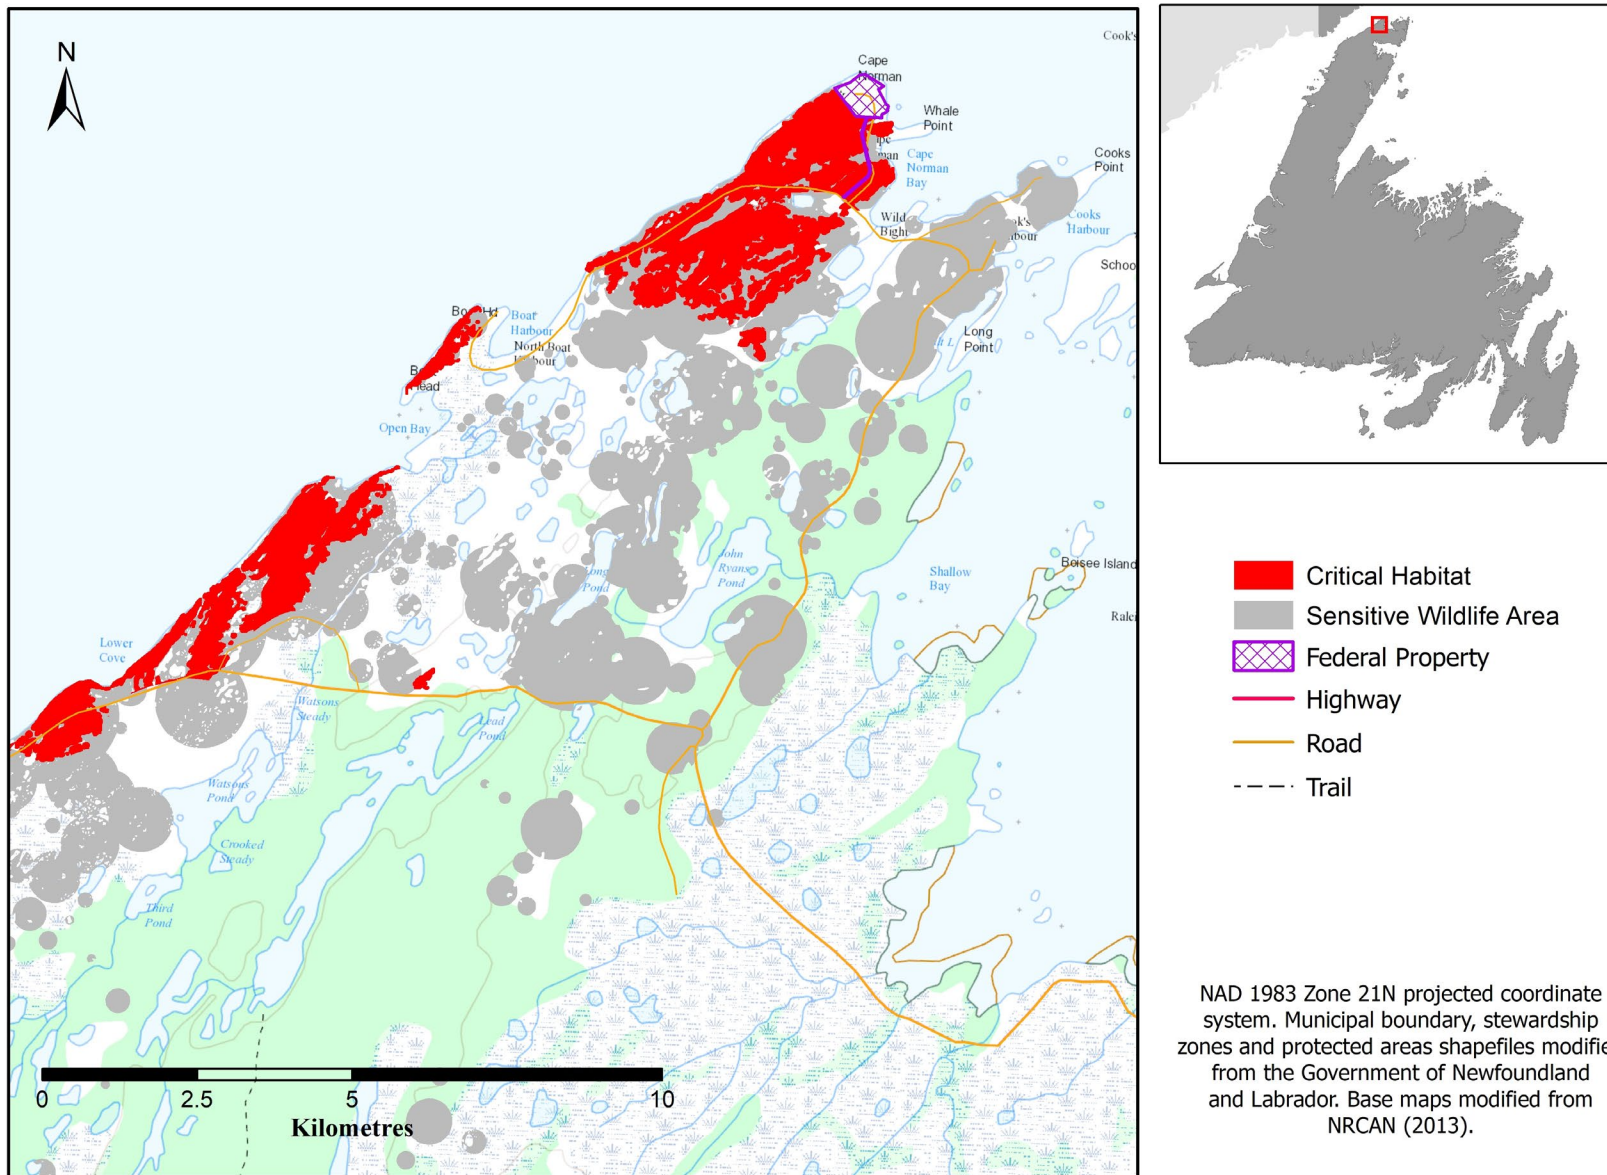 N
Cook's
Cape
Norman
Whale
Point
Cape
Norman
Bay
Cooks
Point
Wild
Bight
Cooks
Harbour
Long
Point
Boat
Harbour
North Boat
Open Bay
John
Ryans
Pond
Pond
Shallow
Bay
Boisee Island
Lower
Cove
Watsons
Steady
Lead
Pond
Watsons
Pond
Crooked
Steady
Third
Pond
0 2.5 5 10
Kilometres
Critical Habitat
Sensitive Wildlife Area
Federal Property
Highway
Road
Trail
NAD 1983 Zone 21N projected coordinate
system. Municipal boundary, stewardship
zones and protected areas shapefiles modifie
from the Government of Newfoundland
and Labrador. Base maps modified from
NRCAN (2013).